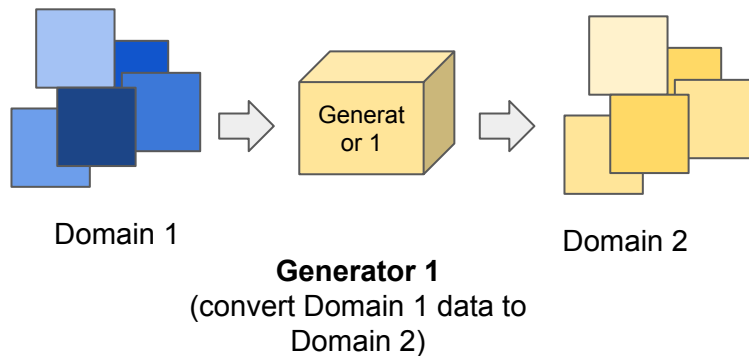 Generat
or 1
Domain 1
Domain 2
Generator 1
(convert Domain 1 data to
Domain 2)